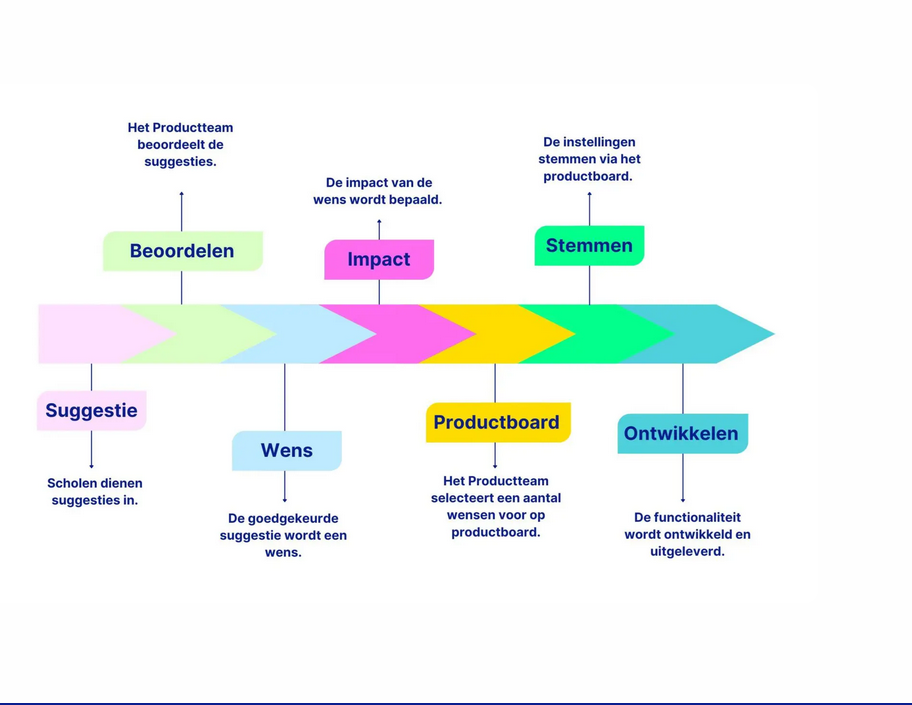 Het Productteam
beoordeelt de
suggesties.
Beoordelen
De impact van de
wens wordt bepaald.
Impact
De instellingen
stemmen via het
productboard.
Stemmen
Suggestie
Scholen dienen
suggesties in.
Wens
De goedgekeurde
suggestie wordt een
wens.
Productboard
Het Productteam
selecteert een aantal
wensen voor op
productboard.
Ontwikkelen
De functionaliteit
wordt ontwikkeld en
uitgeleverd.